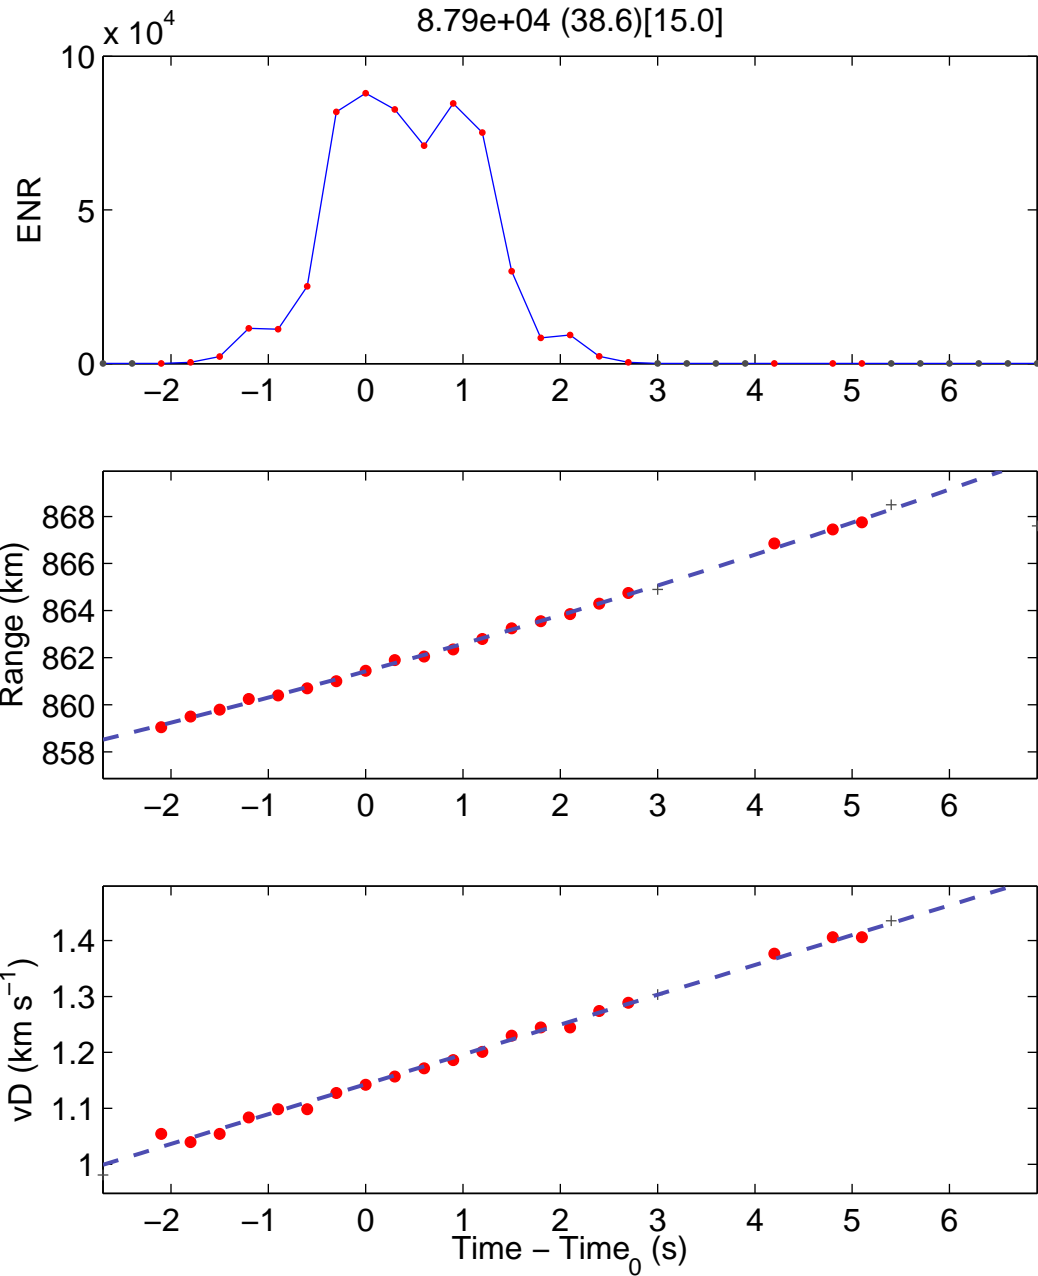 8.79e+04 (38.6)[15.0]
x 10⁴
10
5
0
ENR
−2 −1 0 1 2 3 4 5 6
868
866
864
862
860
858
Range (km)
−2 −1 0 1 2 3 4 5 6
1.4
1.3
1.2
1.1
1
vD (km s⁻¹)
−2 −1 0 1 2 3 4 5 6
Time − Time₀ (s)